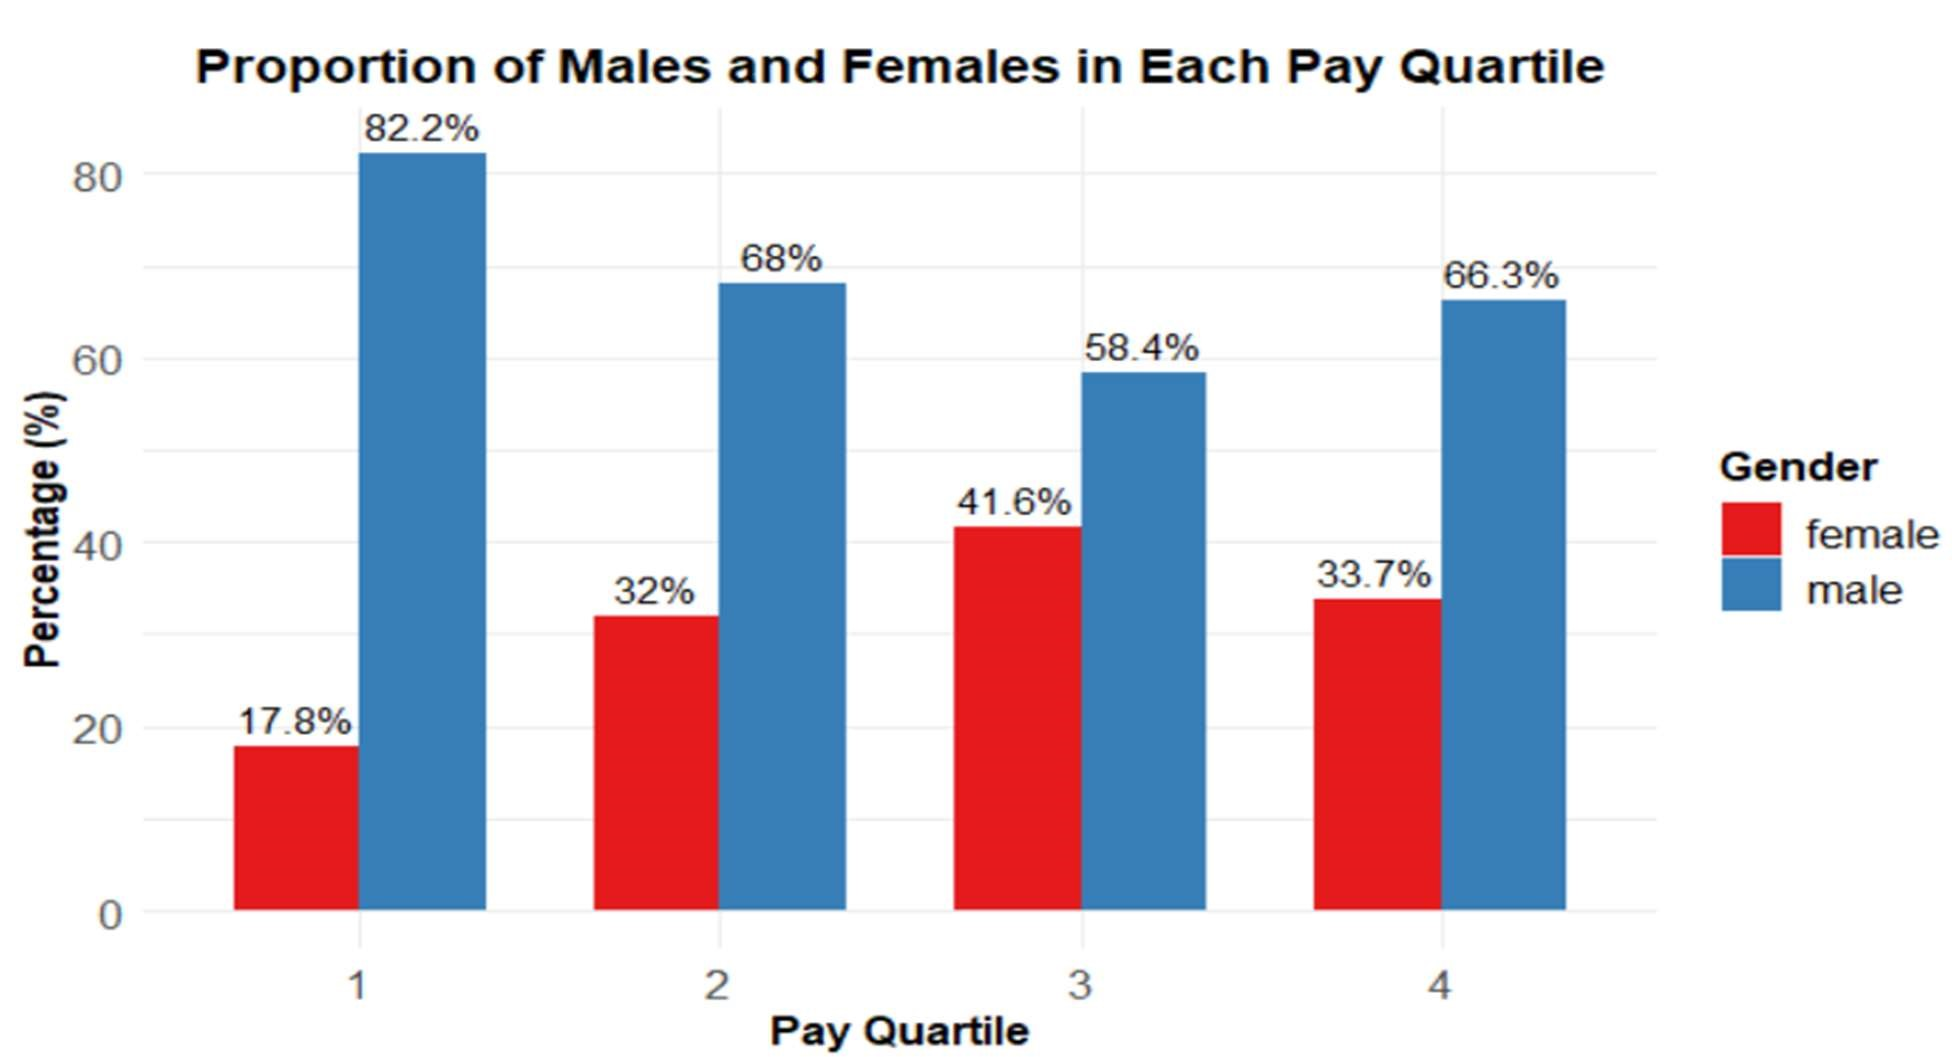 Proportion of Males and Females in Each Pay Quartile
82.2%
80
68%
66.3%
60
58.4%
Percentage (%)
Gender
41.6%
40
female
33.7%
32%
male
20
17.8%
0
1 2 3 4
Pay Quartile